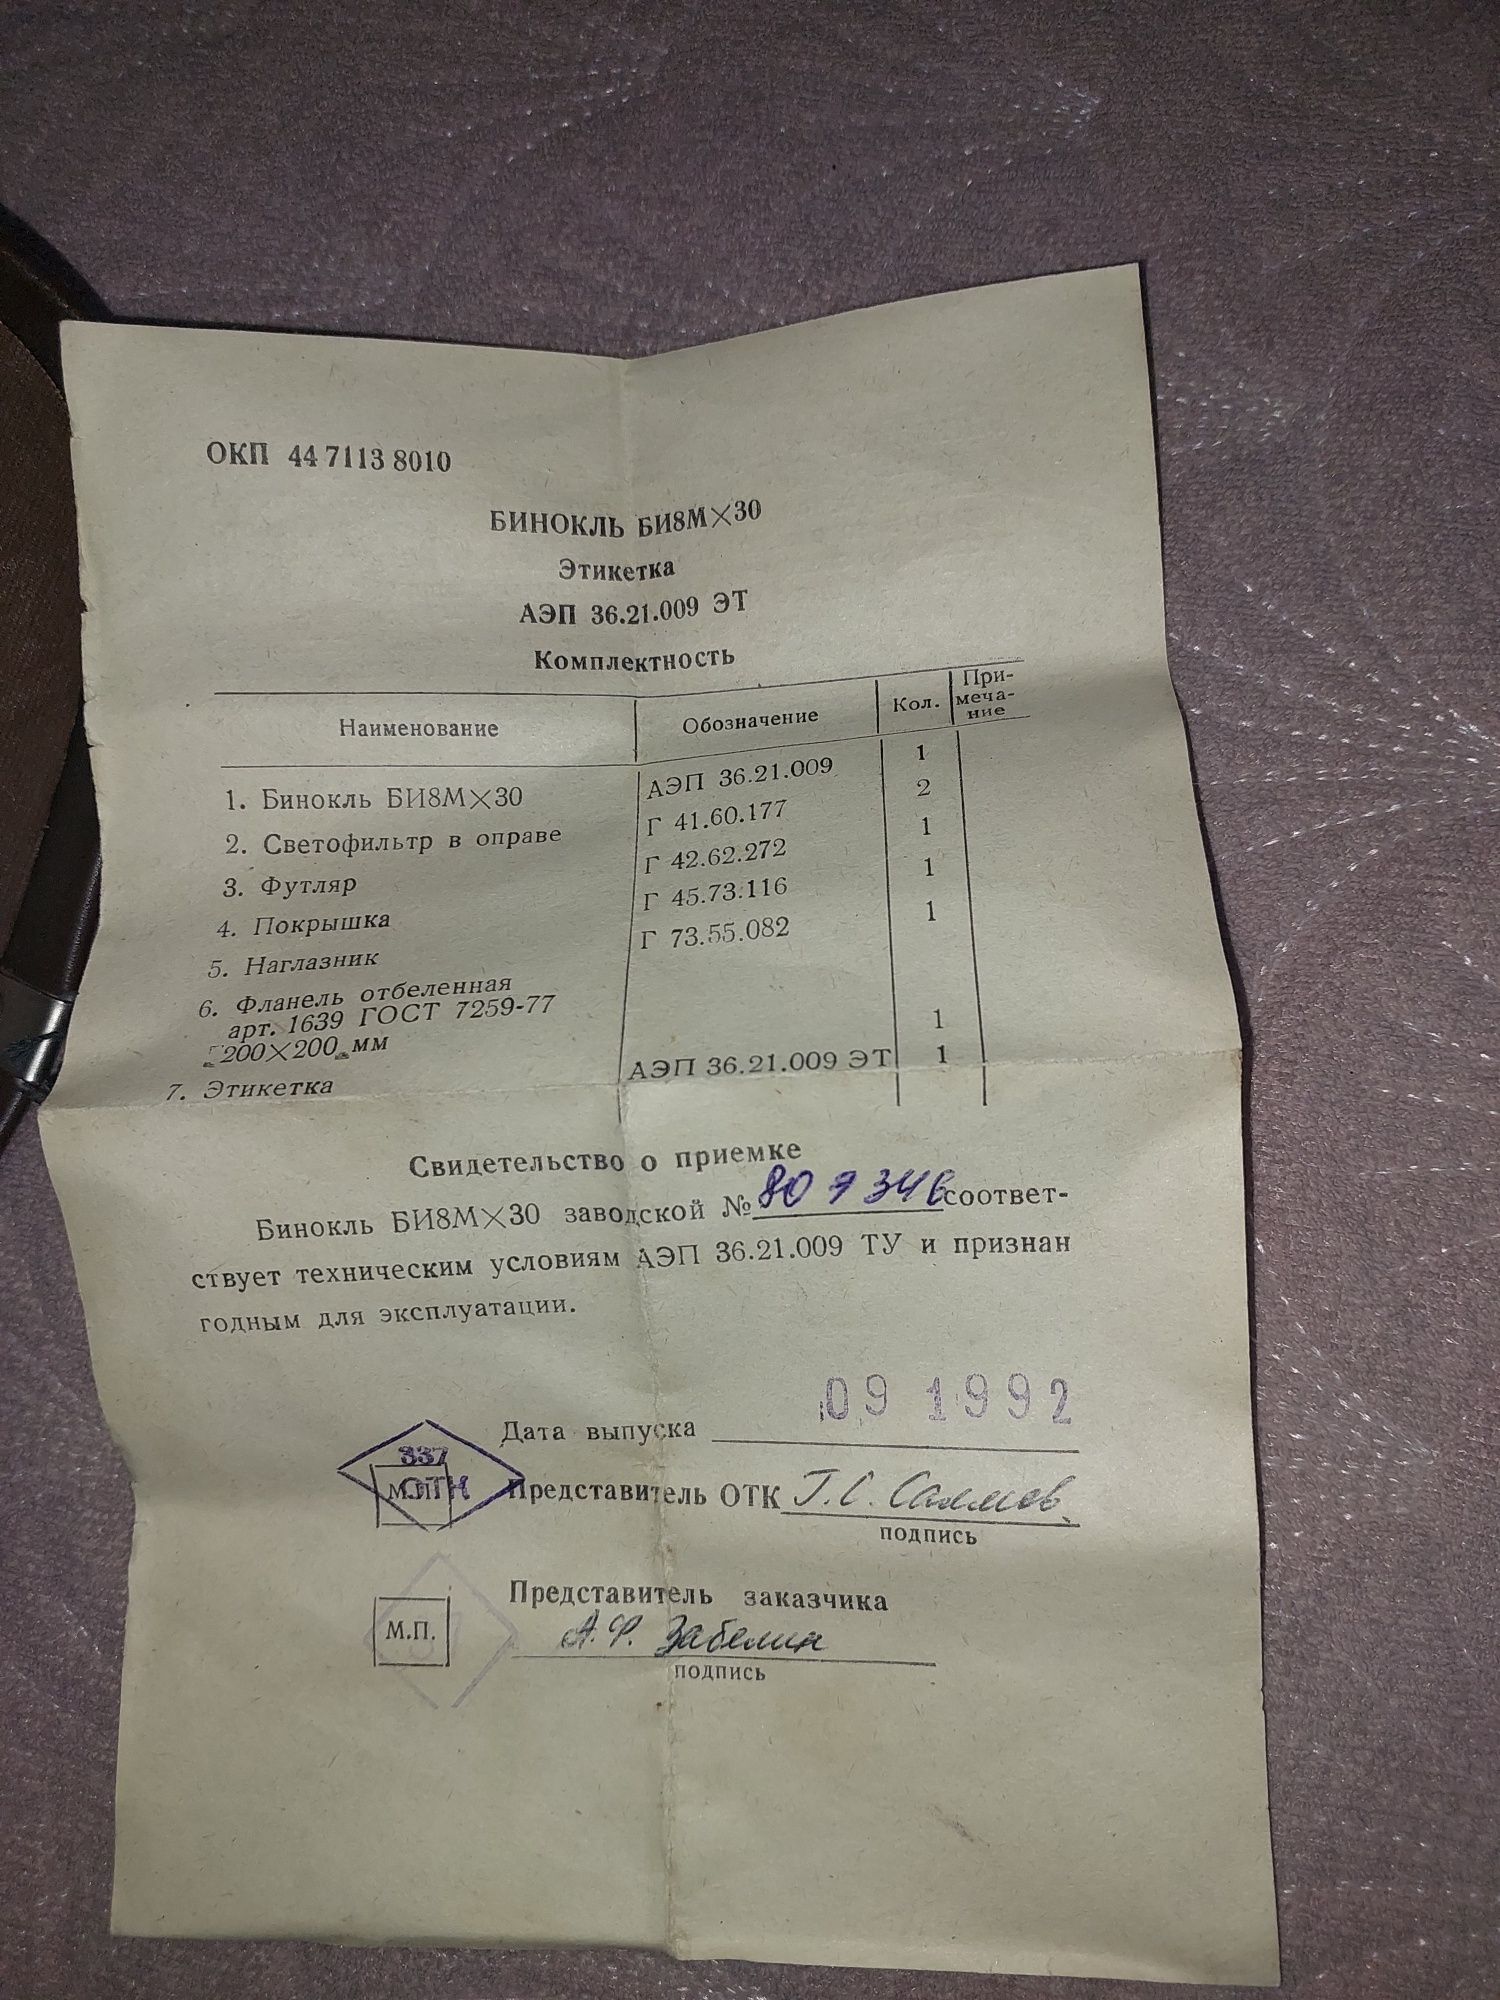 ОКП 44 7113 8010
БИНОКЛЬ БИ8М×30
Этикетка
АЭП 36.21.009 ЭТ
Комплектность
Наименование Обозначение Кол. При-
меча-
ние
1. Бинокль БИ8М×30 АЭП 36.21.009 1
2. Светофильтр в оправе Г 41.60.177 2
3. Футляр Г 42.62.272 1
4. Покрышка Г 45.73.116 1
5. Наглазник Г 73.55.082 1
6. Фланель отбеленная
арт. 1639 ГОСТ 7259-77
200×200 мм 1
7. Этикетка АЭП 36.21.009 ЭТ 1
Свидетельство о приемке
Бинокль БИ8М×30 заводской № 807346 соответ-
ствует техническим условиям АЭП 36.21.009 ТУ и признан
годным для эксплуатации.
Дата выпуска 09 1992
337
ОТК
М.П. Представитель ОТК Г. С.
подпись
Представитель заказчика
М.П. А. Ф. Забелин
подпись